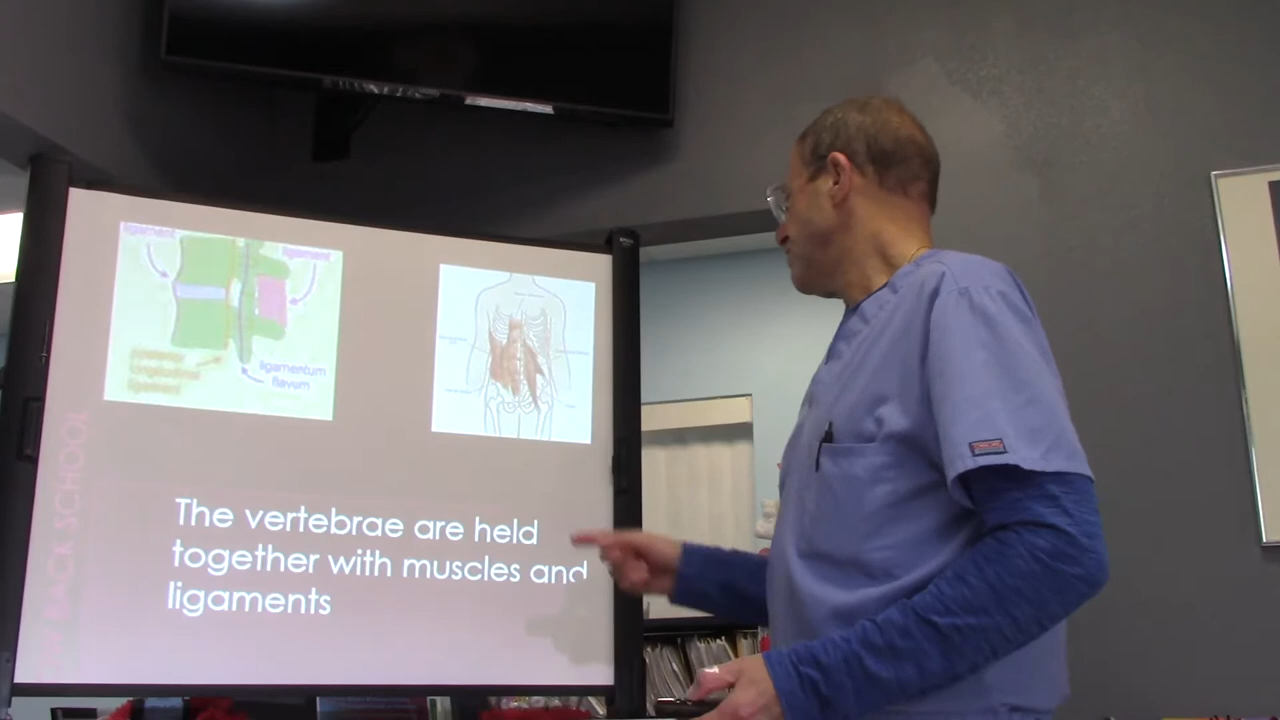 ligament
ligament
ligamentum
flavum
The vertebrae are held
together with muscles and
ligaments
BACK SCHOOL